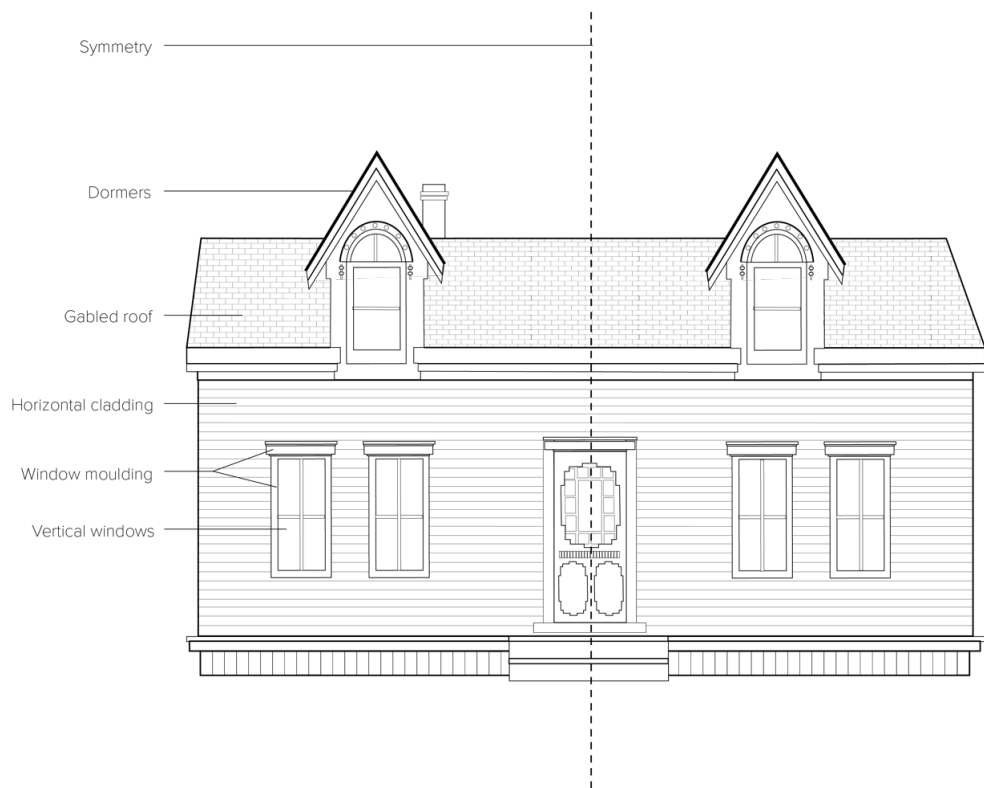 Symmetry
Dormers
Gabled roof
Horizontal cladding
Window moulding
Vertical windows